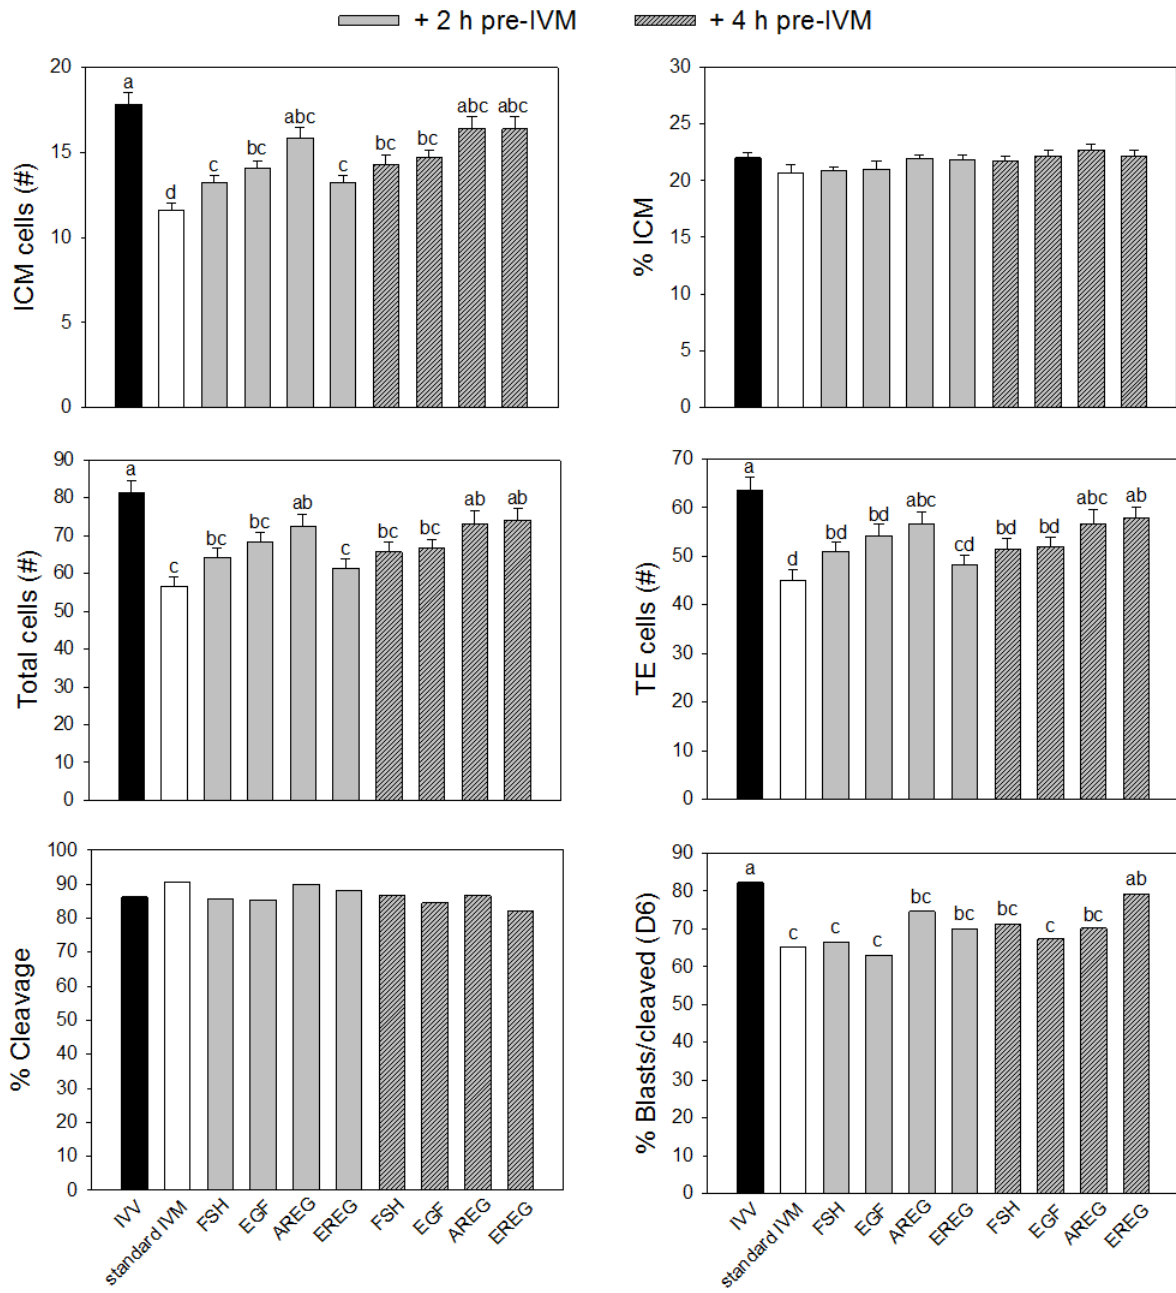 + 2 h pre-IVM
+ 4 h pre-IVM
ICM cells (#)
20
15
10
5
0
a
d
c
bc
abc
c
bc
bc
abc
abc
% ICM
30
25
20
15
10
5
0
Total cells (#)
90
80
70
60
50
40
30
20
10
0
a
c
bc
bc
ab
c
bc
bc
ab
ab
TE cells (#)
70
60
50
40
30
20
10
0
a
d
bd
bd
abc
cd
bd
bd
abc
ab
% Cleavage
100
90
80
70
60
50
40
30
20
10
0
IVV
standard IVM
FSH
EGF
AREG
EREG
FSH
EGF
AREG
EREG
% Blasts/cleaved (D6)
90
80
70
60
50
40
30
20
10
0
a
c
c
c
bc
bc
bc
c
bc
ab
IVV
standard IVM
FSH
EGF
AREG
EREG
FSH
EGF
AREG
EREG